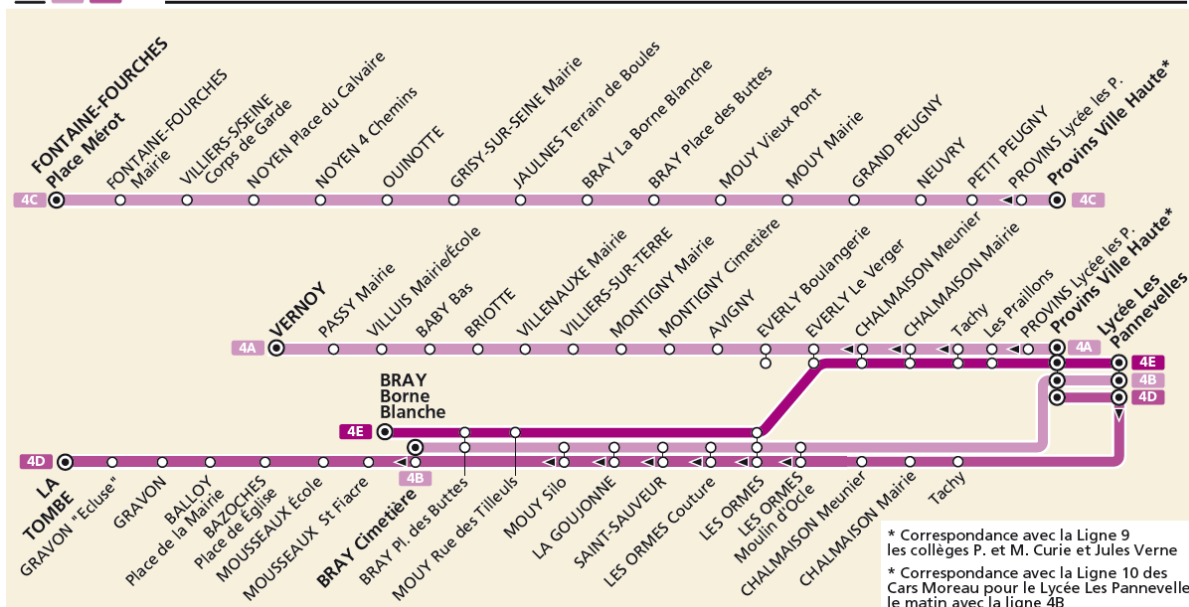 FONTAINE-FOURCHES
Place Mérot
FONTAINE-FOURCHES
Mairie
VILLIERS-S/SEINE
Corps de Garde
NOYEN Place du Calvaire
NOYEN 4 Chemins
OUINOTTE
GRISY-SUR-SEINE Mairie
JAULNES Terrain de Boules
BRAY La Borne Blanche
BRAY Place des Buttes
MOUY Vieux Pont
MOUY Mairie
GRAND PEUGNY
NEUVRY
PETIT PEUGNY
PROVINS Lycée les P.
Provins Ville Haute*
4C
4C
VERNOY
PASSY Mairie
VILLUIS Mairie/École
BABY Bas
BRIOTTE
VILLENAUXE Mairie
VILLIERS-SUR-TERRE
MONTIGNY Mairie
MONTIGNY Cimetière
AVIGNY
EVERLY Boulangerie
EVERLY Le Verger
CHALMAISON Meunier
CHALMAISON Mairie
Tachy
Les Praillons
PROVINS Lycée les P.
Provins Ville Haute*
Lycée Les
Pannevelles
4A
4A
4E
4B
4D
BRAY
Borne
Blanche
4E
4D
4B
LA
TOMBE
GRAVON "Ecluse"
GRAVON
BALLOY
Place de la Mairie
BAZOCHES
Place de Église
MOUSSEAUX École
MOUSSEAUX St Fiacre
BRAY Cimetière
BRAY Pl. des Buttes
MOUY Rue des Tilleuls
MOUY Silo
LA GOUJONNE
SAINT-SAUVEUR
LES ORMES Couture
LES ORMES
LES ORMES
Moulin d'Ocle
CHALMAISON Meunier
CHALMAISON Mairie
Tachy
* Correspondance avec la Ligne 9
les collèges P. et M. Curie et Jules Verne
* Correspondance avec la Ligne 10 des
Cars Moreau pour le Lycée Les Pannevelle
le matin avec la ligne 4B